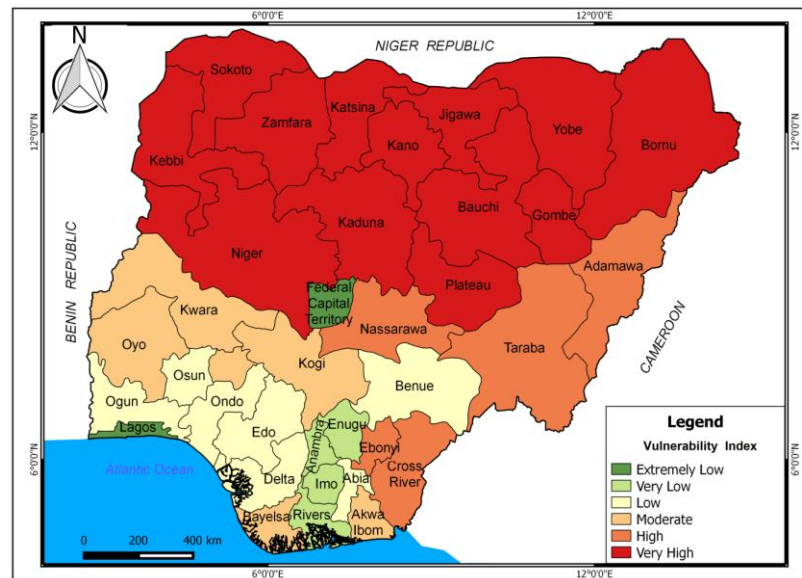 6°0'0"E
12°0'0"E
N
NIGER REPUBLIC
Sokoto
Katsina
Jigawa
Zamfara
Yobe
Kano
Bornu
12°0'0"N
12°0'0"N
Kebbi
Bauchi
Kaduna
Gombe
Niger
Adamawa
BENIN REPUBLIC
Plateau
Federal
Capital
Territory
Kwara
Nassarawa
CAMEROON
Oyo
Taraba
Kogi
Osun
Benue
Ogun
Ondo
Lagos
Enugu
Edo
Anambra
Ebonyi
6°0'0"N
6°0'0"N
Atlantic Ocean
Cross
River
Delta
Imo
Abia
Bayelsa
Rivers
Akwa
Ibom
0 200 400 km
Legend
Vulnerability Index
Extremely Low
Very Low
Low
Moderate
High
Very High
6°0'0"E
12°0'0"E